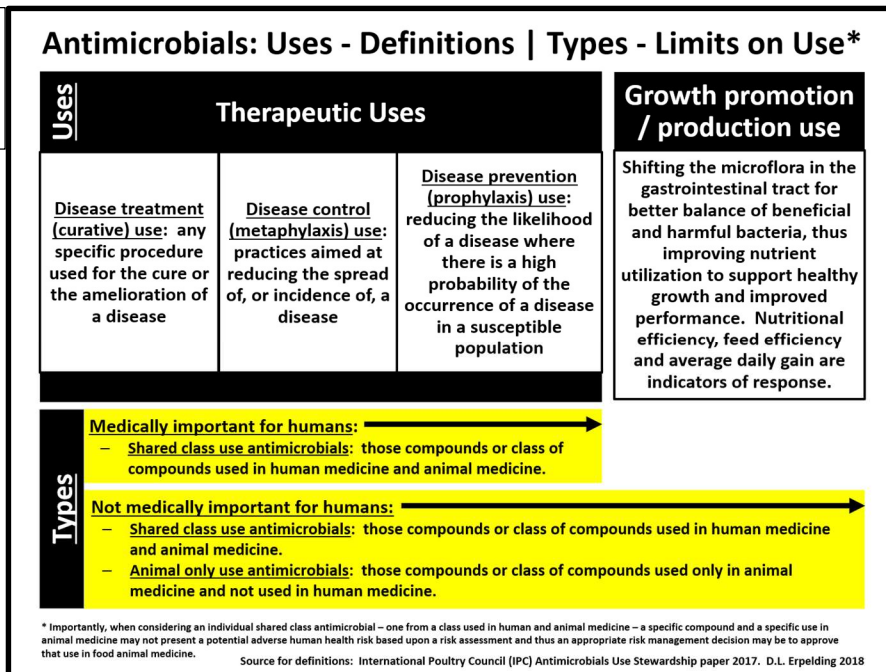 Antimicrobials: Uses - Definitions | Types - Limits on Use*
Uses
Therapeutic Uses
Growth promotion
/ production use
Disease treatment
(curative) use:  any
specific procedure
used for the cure or
the amelioration of
a disease
Disease control
(metaphylaxis) use:
practices aimed at
reducing the spread
of, or incidence of, a
disease
Disease prevention
(prophylaxis) use:
reducing the likelihood
of a disease where
there is a high
probability of the
occurrence of a disease
in a susceptible
population
Shifting the microflora in the
gastrointestinal tract for
better balance of beneficial
and harmful bacteria, thus
improving nutrient
utilization to support healthy
growth and improved
performance.  Nutritional
efficiency, feed efficiency
and average daily gain are
indicators of response.
Types
Medically important for humans:
– Shared class use antimicrobials:  those compounds or class of
compounds used in human medicine and animal medicine.
Not medically important for humans:
– Shared class use antimicrobials:  those compounds or class of compounds used in human medicine
and animal medicine.
– Animal only use antimicrobials:  those compounds or class of compounds used only in animal
medicine and not used in human medicine.
* Importantly, when considering an individual shared class antimicrobial – one from a class used in human and animal medicine – a specific compound and a specific use in
animal medicine may not present a potential adverse human health risk based upon a risk assessment and thus an appropriate risk management decision may be to approve
that use in food animal medicine.
Source for definitions:  International Poultry Council (IPC) Antimicrobials Use Stewardship paper 2017.  D.L. Erpelding 2018